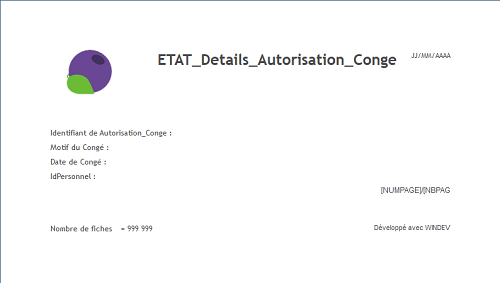 ETAT_Details_Autorisation_Conge
JJ/MM/AAAA
Identifiant de Autorisation_Conge :
Motif du Congé :
Date de Congé :
IdPersonnel :
[NUMPAGE]/[NBPAG
Nombre de fiches = 999 999
Développé avec WINDEV